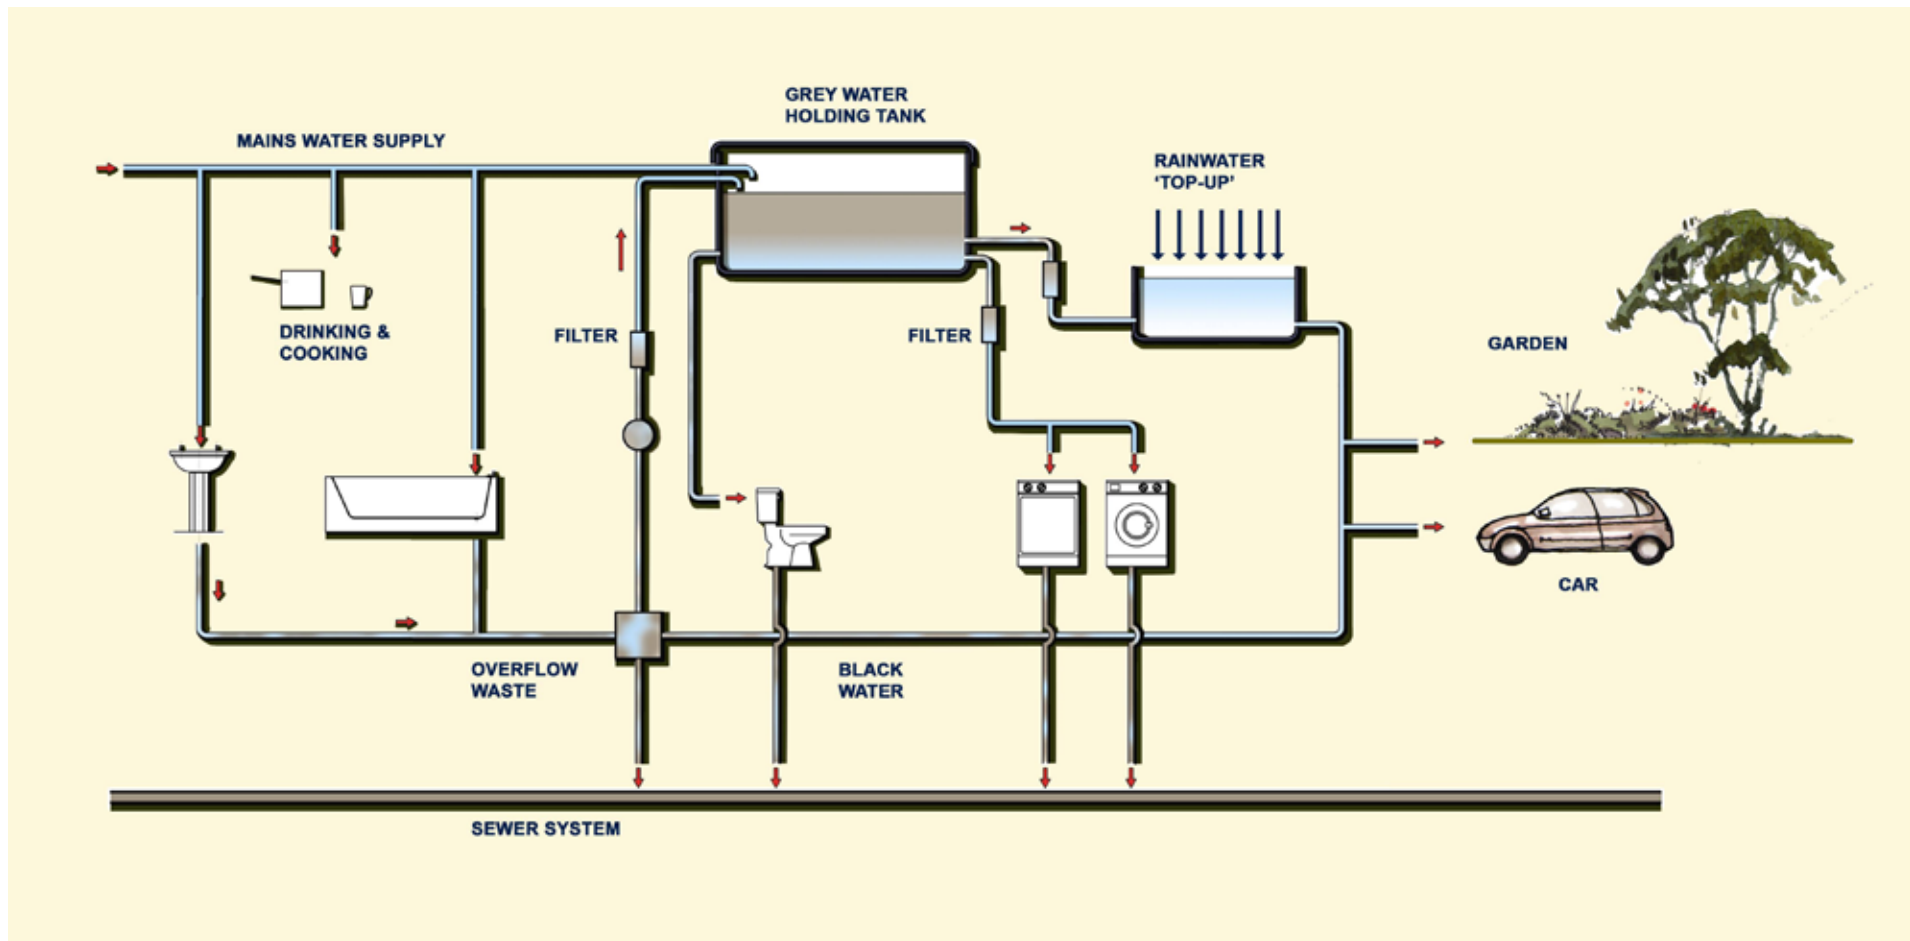 GREY WATER
HOLDING TANK
MAINS WATER SUPPLY
RAINWATER
‘TOP-UP’
DRINKING &
COOKING
FILTER
FILTER
GARDEN
CAR
OVERFLOW
WASTE
BLACK
WATER
SEWER SYSTEM